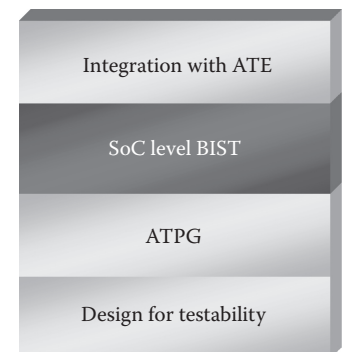 Integration with ATE
SoC level BIST
ATPG
Design for testability